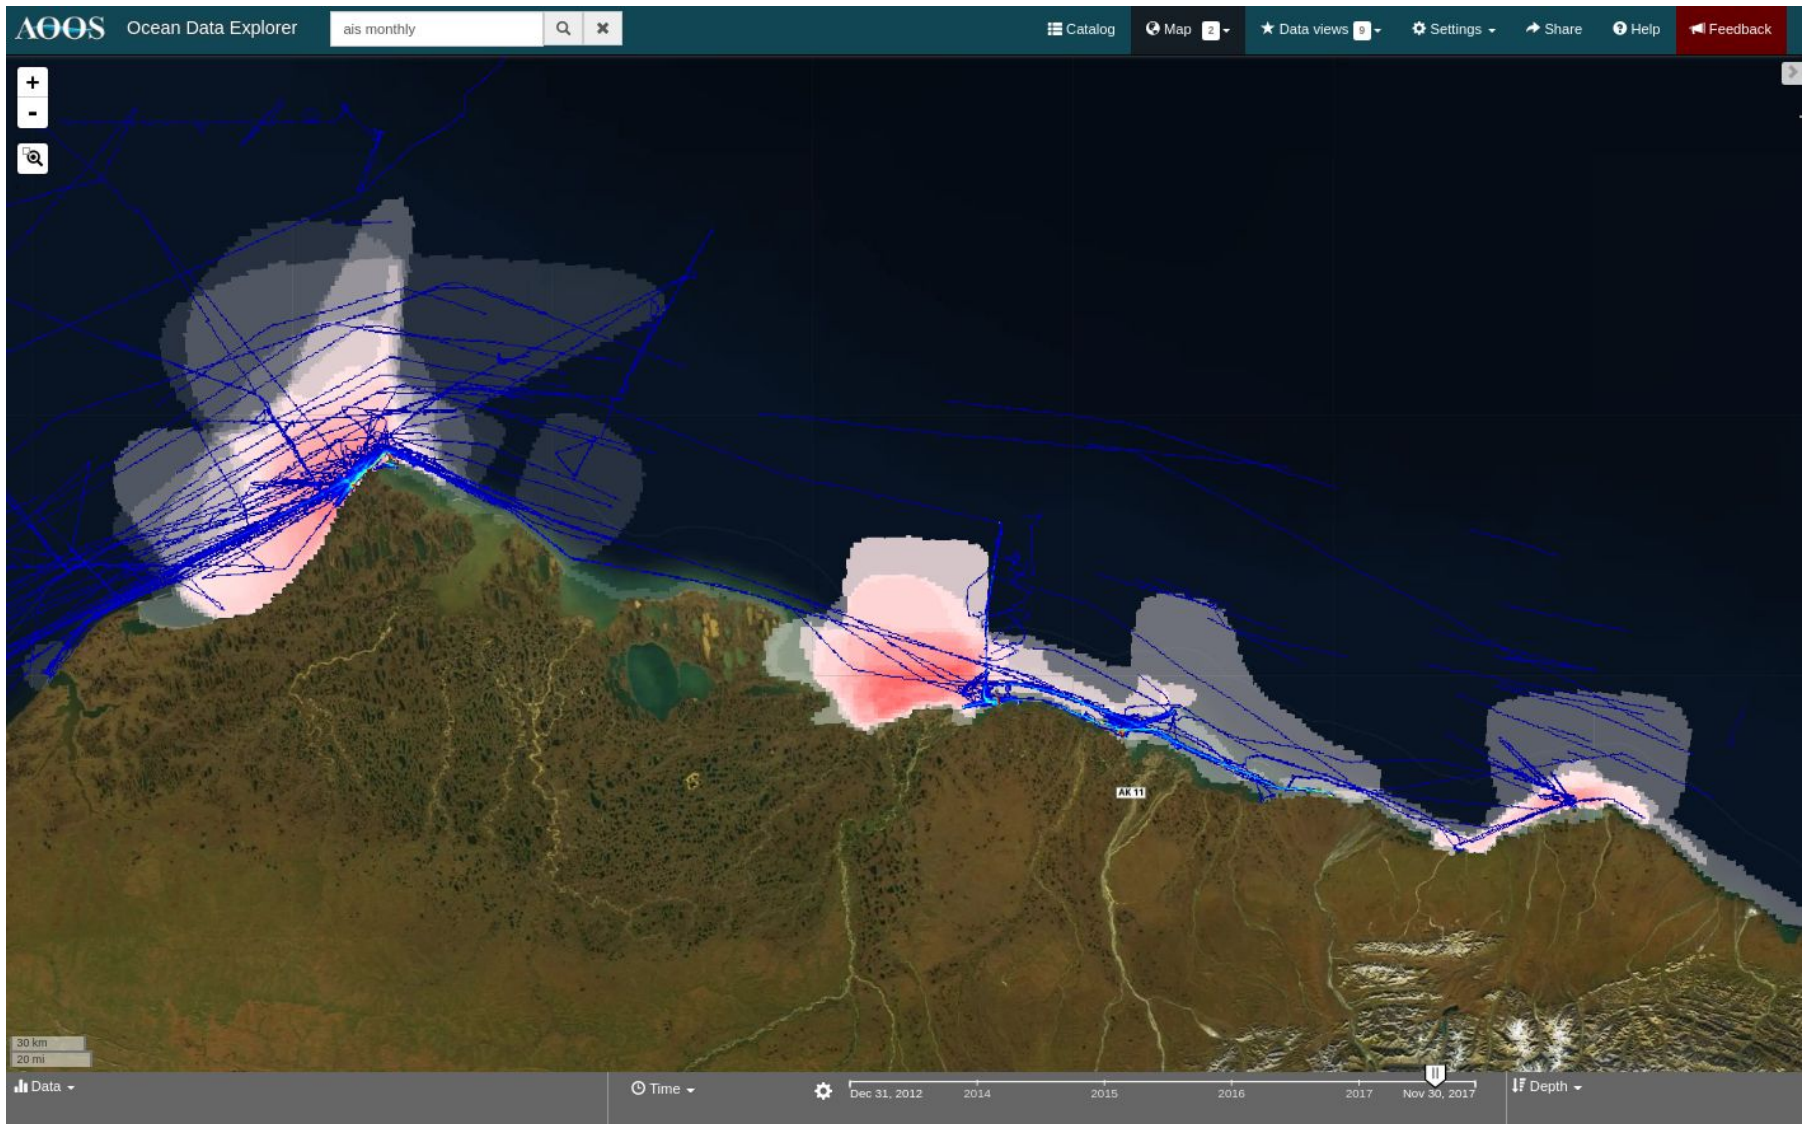 AOOS Ocean Data Explorer ais monthly Catalog Map 2 Data views 9 Settings Share Help Feedback
+
-
AK 11
30 km
20 mi
Data Time Depth
Dec 31, 2012 2014 2015 2016 2017 Nov 30, 2017